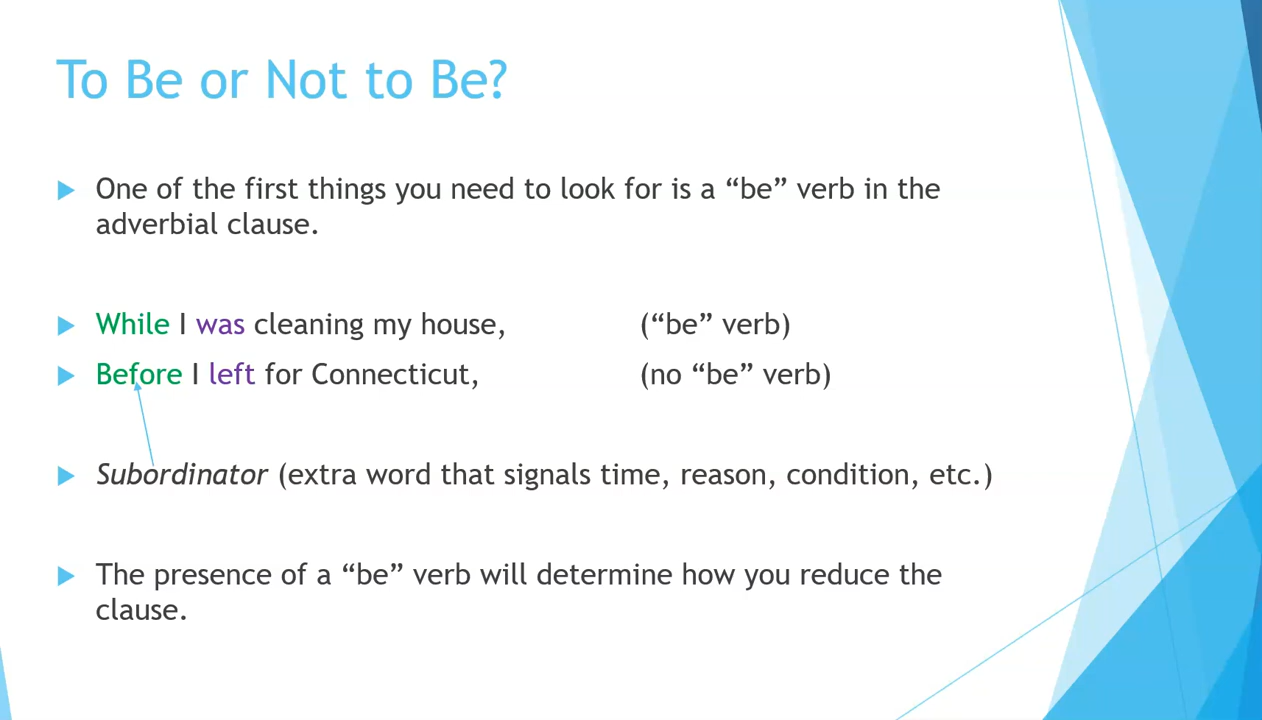 To Be or Not to Be?
One of the first things you need to look for is a “be” verb in the
adverbial clause.
While I was cleaning my house, (“be” verb)
Before I left for Connecticut, (no “be” verb)
Subordinator (extra word that signals time, reason, condition, etc.)
The presence of a “be” verb will determine how you reduce the
clause.